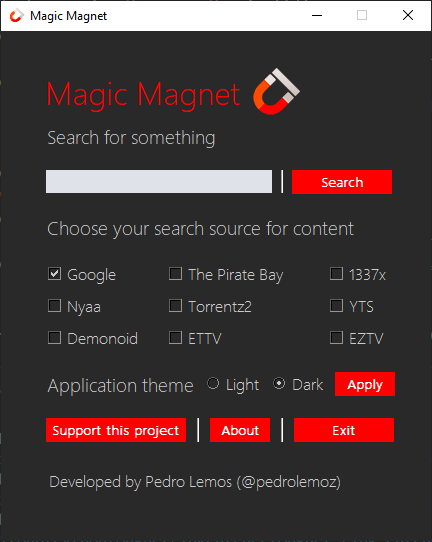 Magic Magnet
Magic Magnet
Search for something
Search
Choose your search source for content
Google The Pirate Bay 1337x
Nyaa Torrentz2 YTS
Demonoid ETTV EZTV
Application theme Light Dark Apply
Support this project About Exit
Developed by Pedro Lemos (@pedrolemoz)